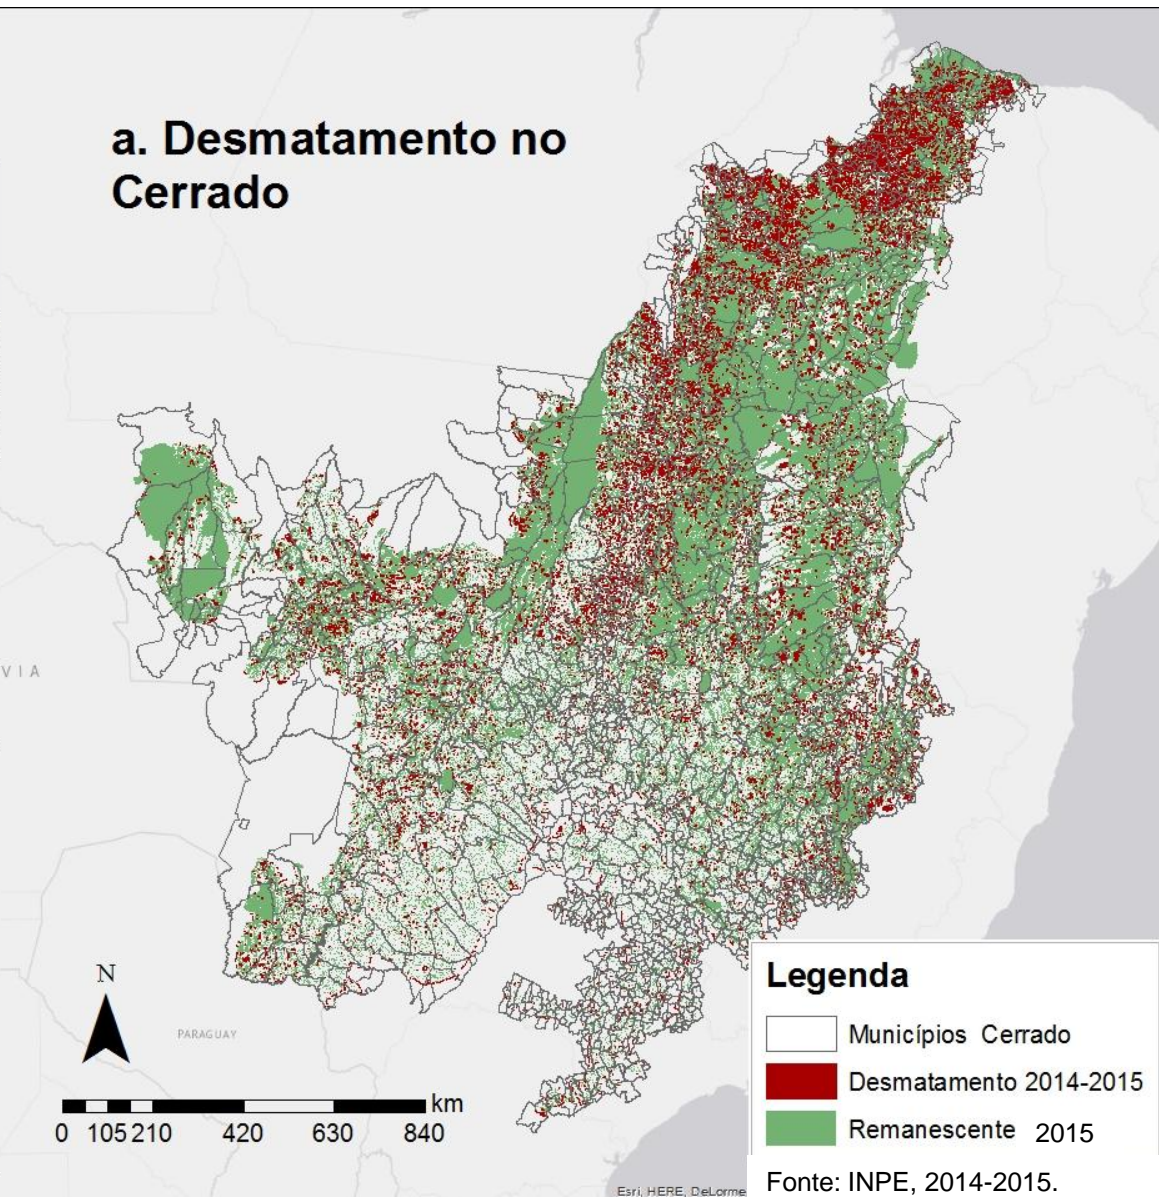 a. Desmatamento no
Cerrado
V I A
N
PARAGUAY
km
0 105 210 420 630 840
Legenda
Municípios Cerrado
Desmatamento 2014-2015
Remanescente 2015
Fonte: INPE, 2014-2015.
Esri, HERE, DeLorme